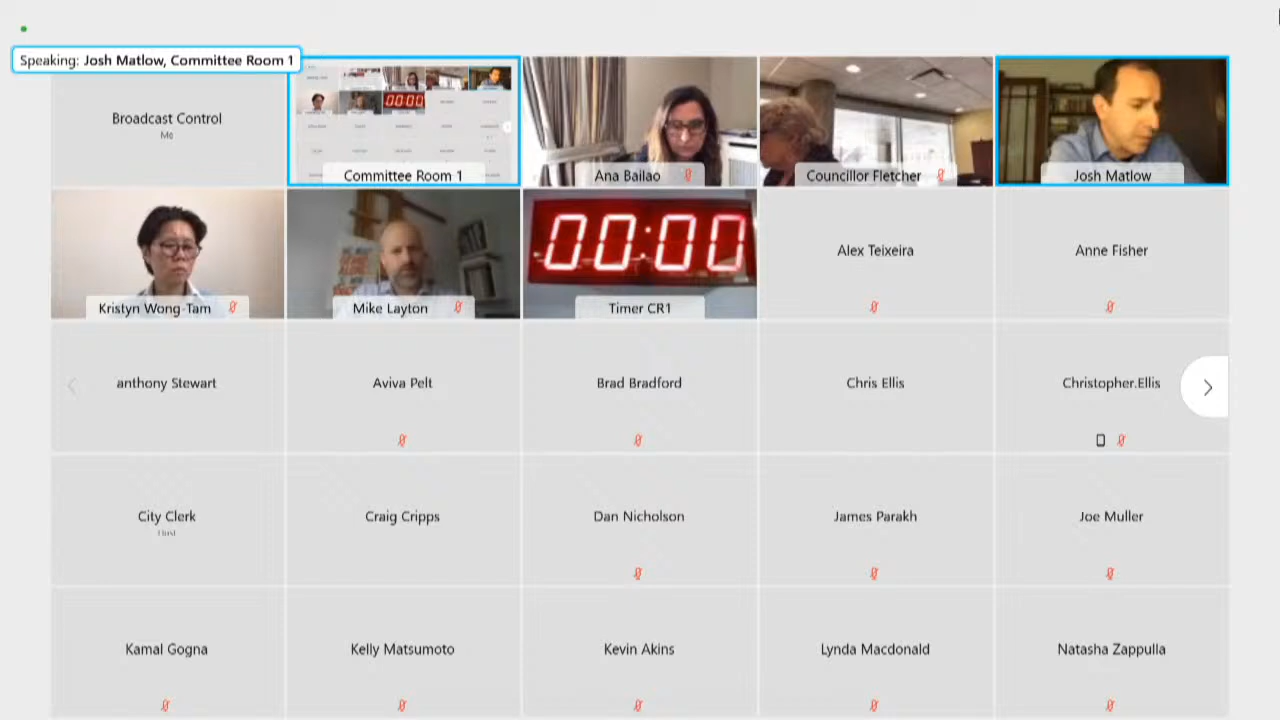 Speaking: Josh Matlow, Committee Room 1
Broadcast Control
Me
Committee Room 1
Ana Bailao
Councillor Fletcher
Josh Matlow
Kristyn Wong-Tam
Mike Layton
00:00
Timer CR1
Alex Teixeira
Anne Fisher
anthony Stewart
Aviva Pelt
Brad Bradford
Chris Ellis
Christopher.Ellis
City Clerk
Host
Craig Cripps
Dan Nicholson
James Parakh
Joe Muller
Kamal Gogna
Kelly Matsumoto
Kevin Akins
Lynda Macdonald
Natasha Zappulla